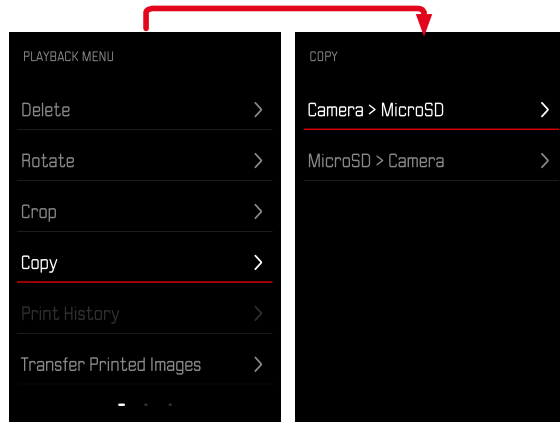 PLAYBACK MENU
Delete
Rotate
Crop
Copy
Print History
Transfer Printed Images
COPY
Camera > MicroSD
MicroSD > Camera